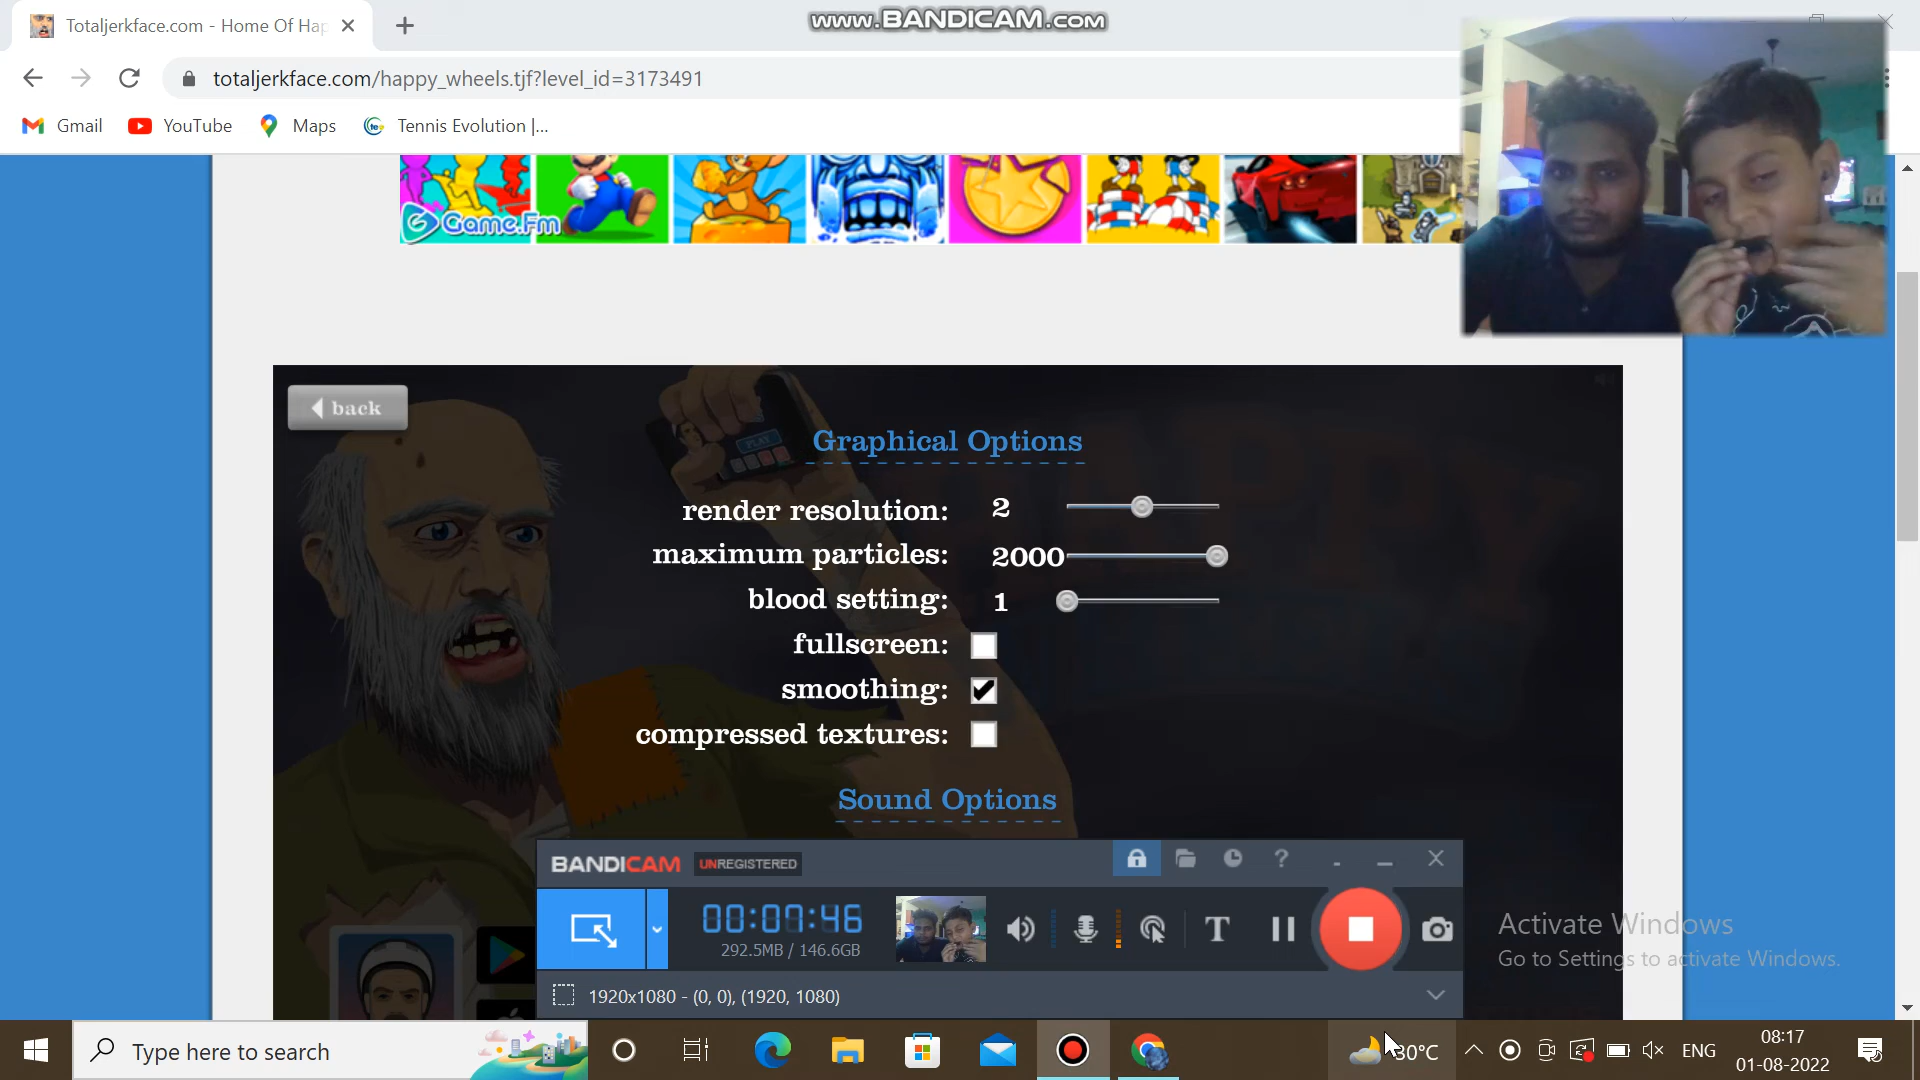 Totaljerkface.com - Home Of Hap
www.BANDICAM.com
totaljerkface.com/happy_wheels.tjf?level_id=3173491
Gmail
YouTube
Maps
Tennis Evolution |...
Game.Fm
back
Graphical Options
render resolution: 2
maximum particles: 2000
blood setting: 1
fullscreen:
smoothing:
compressed textures:
Sound Options
BANDICAM UNREGISTERED
00:07:46
292.5MB / 146.6GB
1920x1080 - (0, 0), (1920, 1080)
Activate Windows
Go to Settings to activate Windows.
Type here to search
30°C
ENG
08:17
01-08-2022